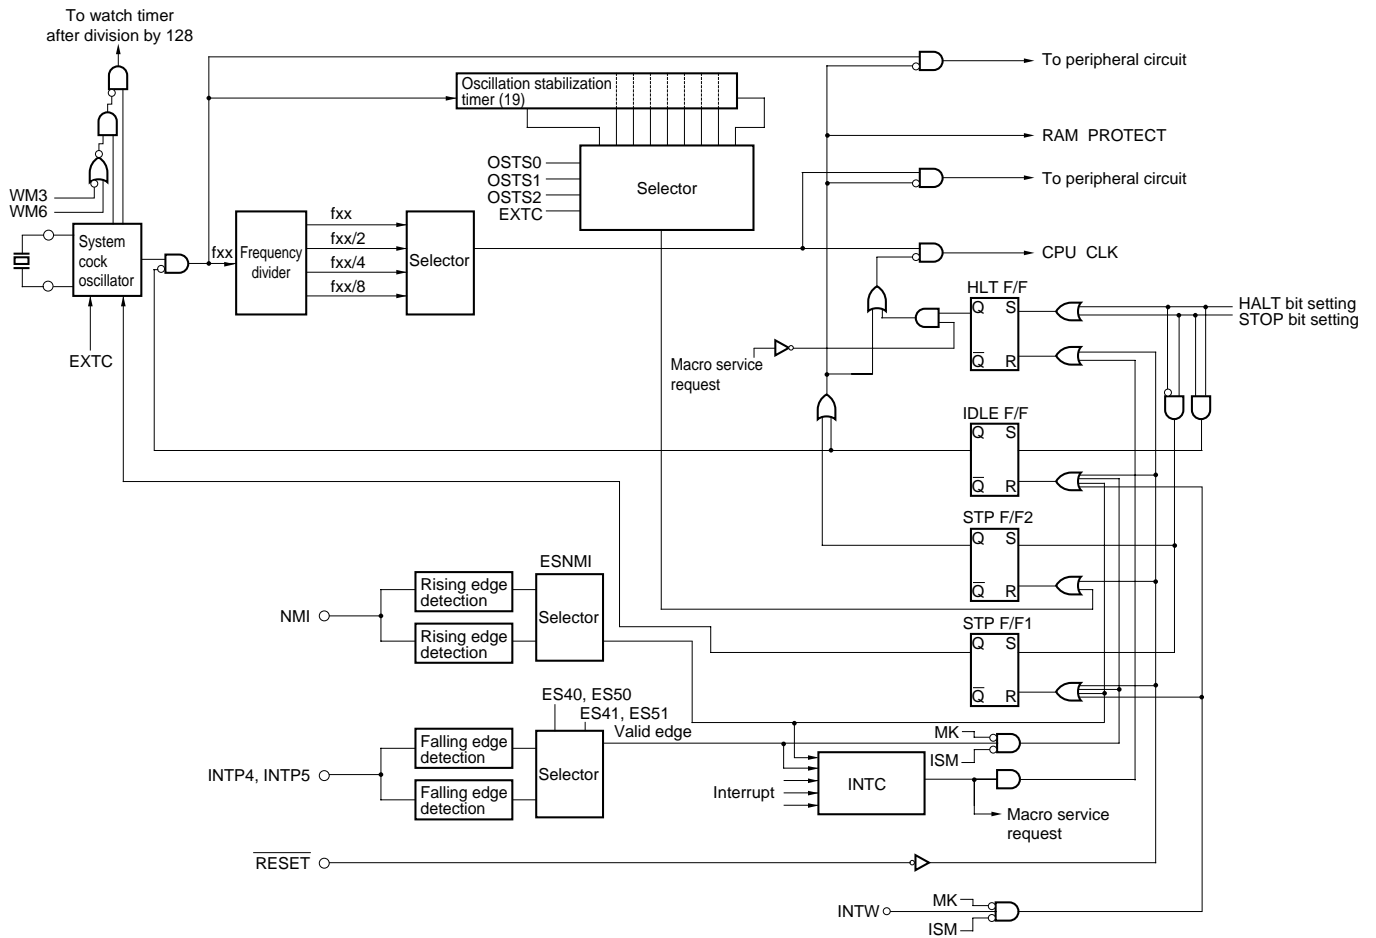 To watch timer
after division by 128
To peripheral circuit
Oscillation stabilization
timer (19)
RAM PROTECT
OSTS0
OSTS1
OSTS2
EXTC
Selector
To peripheral circuit
WM3
WM6
System
cock
oscillator
fxx
Frequency
divider
fxx
fxx/2
fxx/4
fxx/8
Selector
CPU CLK
EXTC
HLT F/F
Q S
Q R
HALT bit setting
STOP bit setting
Macro service
request
IDLE F/F
Q S
Q R
STP F/F2
Q S
Q R
ESNMI
Rising edge
detection
Selector
NMI
Rising edge
detection
STP F/F1
Q S
Q R
ES40, ES50
ES41, ES51
Valid edge
Falling edge
detection
Selector
INTP4, INTP5
Falling edge
detection
MK
ISM
INTC
Interrupt
Macro service
request
RESET
MK
INTW
ISM